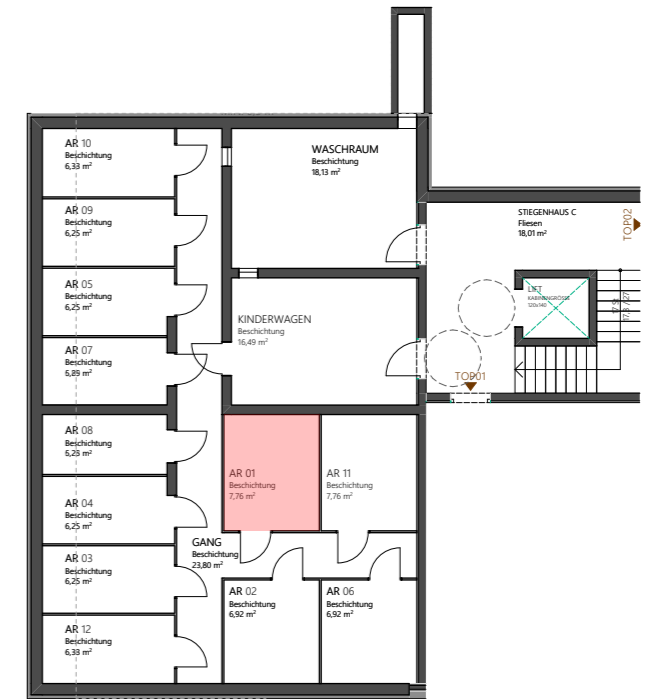 AR 10
Beschichtung
6,33 m²
WASCHRAUM
Beschichtung
18,13 m²
AR 09
Beschichtung
6,25 m²
STIEGENHAUS C
Fliesen
18,01 m²
TOP02
AR 05
Beschichtung
6,25 m²
LIFT
KABINENGRÖSSE
120x140
KINDERWAGEN
Beschichtung
16,49 m²
AR 07
Beschichtung
6,25 m²
TOP01
AR 08
Beschichtung
6,23 m²
AR 01
Beschichtung
7,76 m²
AR 11
Beschichtung
7,76 m²
AR 04
Beschichtung
6,25 m²
GANG
Beschichtung
23,80 m²
AR 03
Beschichtung
6,25 m²
AR 02
Beschichtung
6,92 m²
AR 06
Beschichtung
6,92 m²
AR 12
Beschichtung
6,33 m²